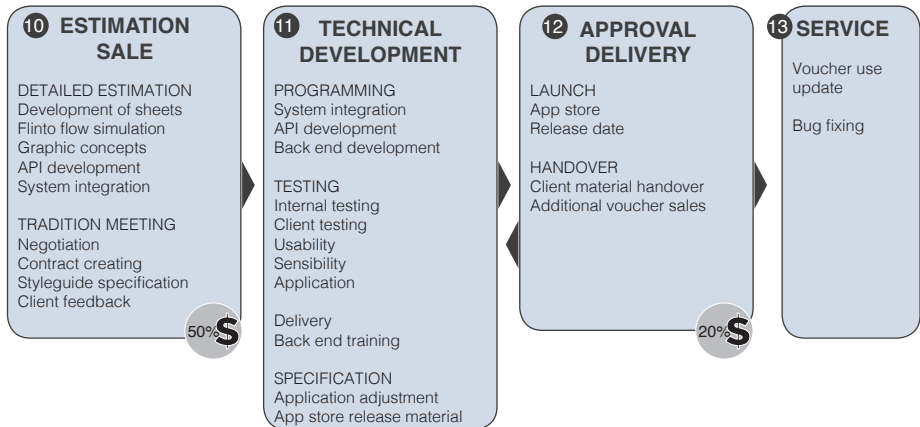 10 ESTIMATION
SALE
DETAILED ESTIMATION
Development of sheets
Flinto flow simulation
Graphic concepts
API development
System integration
TRADITION MEETING
Negotiation
Contract creating
Styleguide specification
Client feedback
50% $
11 TECHNICAL
DEVELOPMENT
PROGRAMMING
System integration
API development
Back end development
TESTING
Internal testing
Client testing
Usability
Sensibility
Application
Delivery
Back end training
SPECIFICATION
Application adjustment
App store release material
12 APPROVAL
DELIVERY
LAUNCH
App store
Release date
HANDOVER
Client material handover
Additional voucher sales
20% $
13 SERVICE
Voucher use
update
Bug fixing